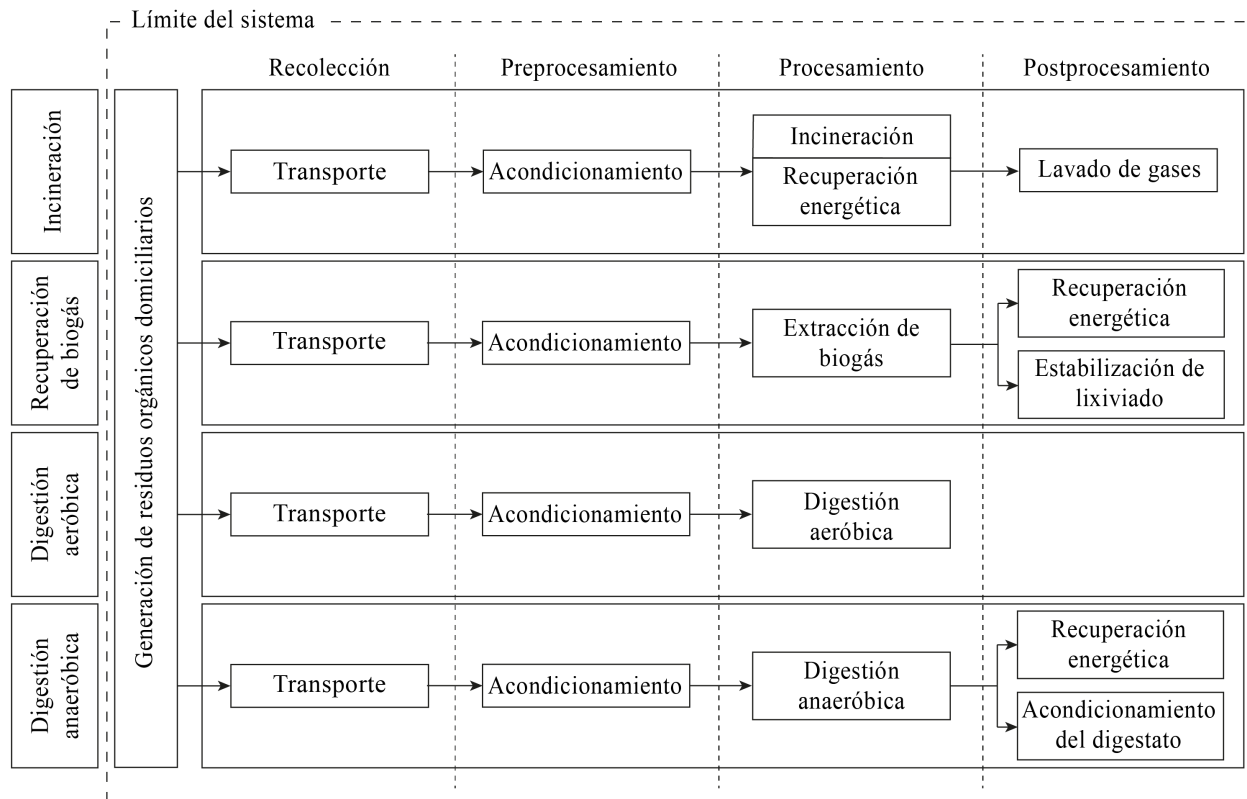 Límite del sistema
Recolección
Preprocesamiento
Procesamiento
Postprocesamiento
Generación de residuos orgánicos domiciliarios
Incineración
Transporte
Acondicionamiento
Incineración
Recuperación
energética
Lavado de gases
Recuperación
de biogás
Transporte
Acondicionamiento
Extracción de
biogás
Recuperación
energética
Estabilización de
lixiviado
Digestión
aeróbica
Transporte
Acondicionamiento
Digestión
aeróbica
Digestión
anaeróbica
Transporte
Acondicionamiento
Digestión
anaeróbica
Recuperación
energética
Acondicionamiento
del digestato